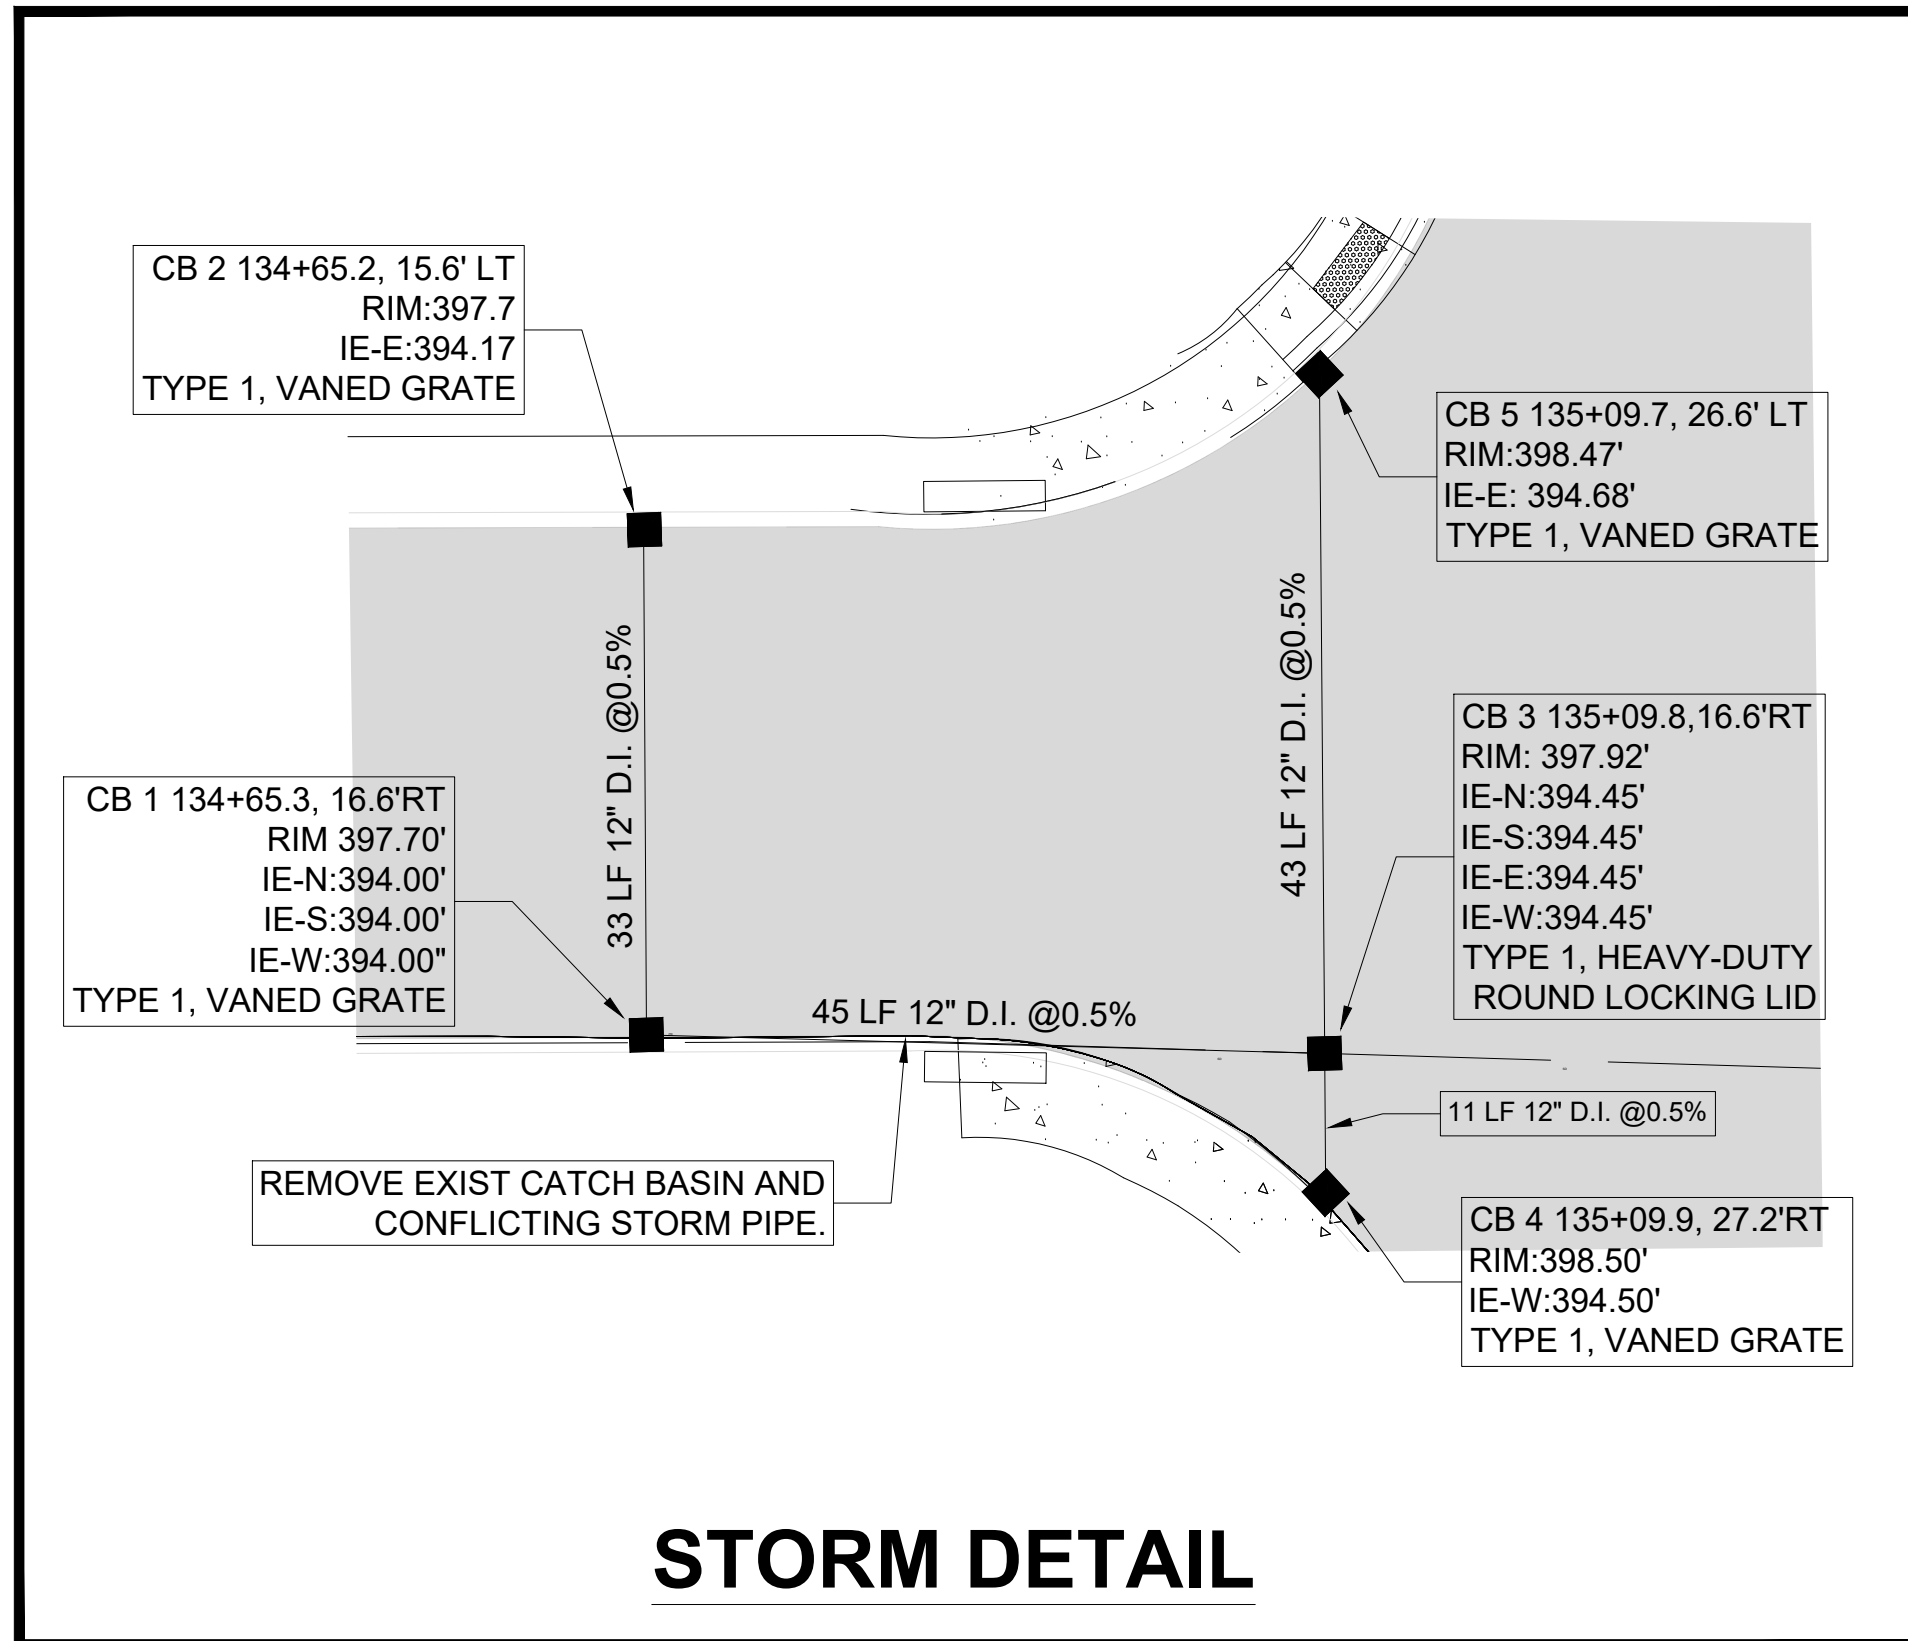 CB 2 134+65.2, 15.6' LT
RIM:397.7
IE-E:394.17
TYPE 1, VANED GRATE
CB 5 135+09.7, 26.6' LT
RIM:398.47'
IE-E: 394.68'
TYPE 1, VANED GRATE
33 LF 12" D.I. @0.5%
43 LF 12" D.I. @0.5%
CB 3 135+09.8,16.6'RT
RIM: 397.92'
IE-N:394.45'
IE-S:394.45'
IE-E:394.45'
IE-W:394.45'
TYPE 1, HEAVY-DUTY
ROUND LOCKING LID
CB 1 134+65.3, 16.6'RT
RIM 397.70'
IE-N:394.00'
IE-S:394.00'
IE-W:394.00"
TYPE 1, VANED GRATE
45 LF 12" D.I. @0.5%
11 LF 12" D.I. @0.5%
REMOVE EXIST CATCH BASIN AND
CONFLICTING STORM PIPE.
CB 4 135+09.9, 27.2'RT
RIM:398.50'
IE-W:394.50'
TYPE 1, VANED GRATE
STORM DETAIL